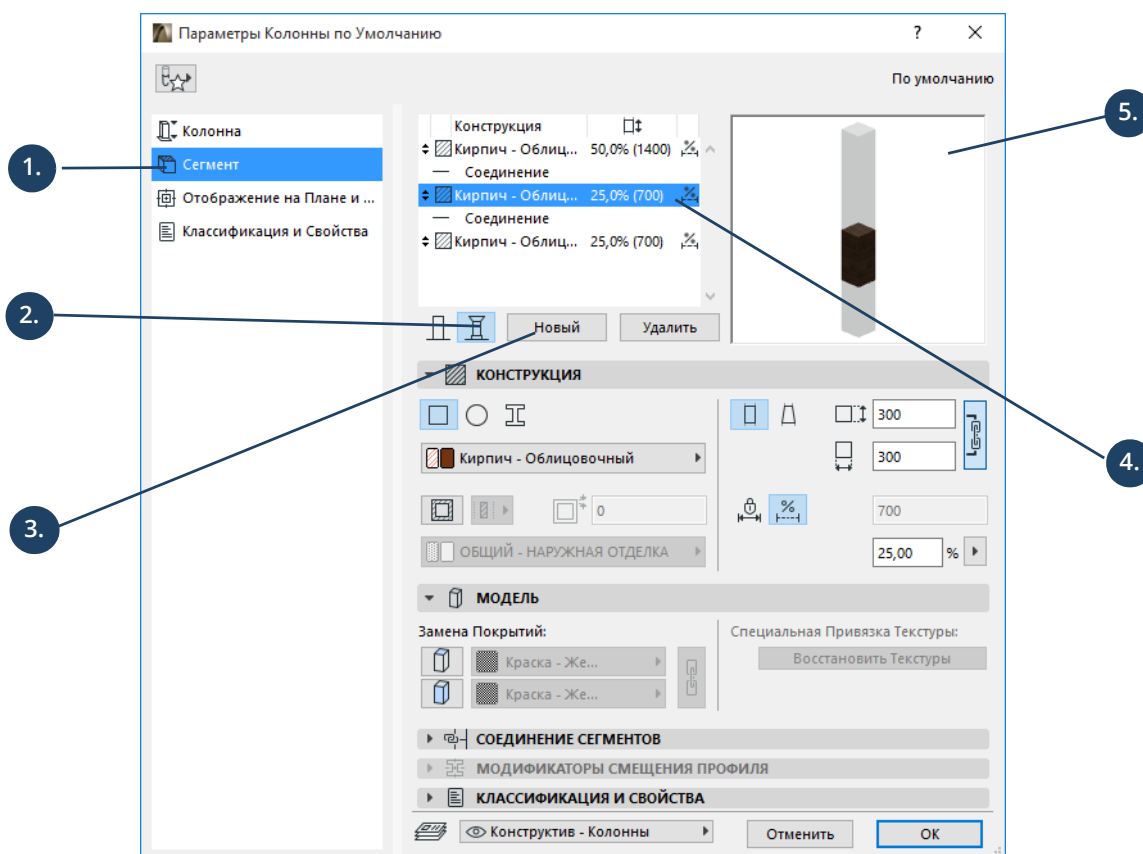 Параметры Колонны по Умолчанию ?
По умолчанию
Колонна
Сегмент
Отображение на Плане и ...
Классификация и Свойства
Конструкция
Кирпич - Облиц... 50,0% (1400)
Соединение
Кирпич - Облиц... 25,0% (700)
Соединение
Кирпич - Облиц... 25,0% (700)
Новый Удалить
1.
2.
3.
4.
5.
КОНСТРУКЦИЯ
300
Кирпич - Облицовочный 300
0 % 700
ОБЩИЙ - НАРУЖНАЯ ОТДЕЛКА 25,00 %
МОДЕЛЬ
Замена Покрытий: Специальная Привязка Текстуры:
Краска - Же... Восстановить Текстуры
Краска - Же...
СОЕДИНЕНИЕ СЕГМЕНТОВ
МОДИФИКАТОРЫ СМЕЩЕНИЯ ПРОФИЛЯ
КЛАССИФИКАЦИЯ И СВОЙСТВА
Конструктив - Колонны Отменить OK